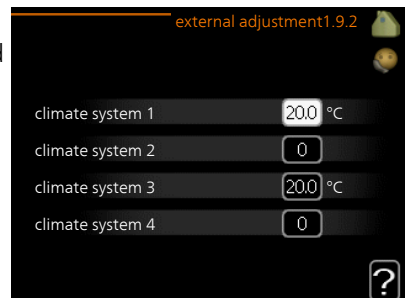 external adjustment1.9.2
climate system 1 20.0 °C
climate system 2 0
climate system 3 20.0 °C
climate system 4 0
?